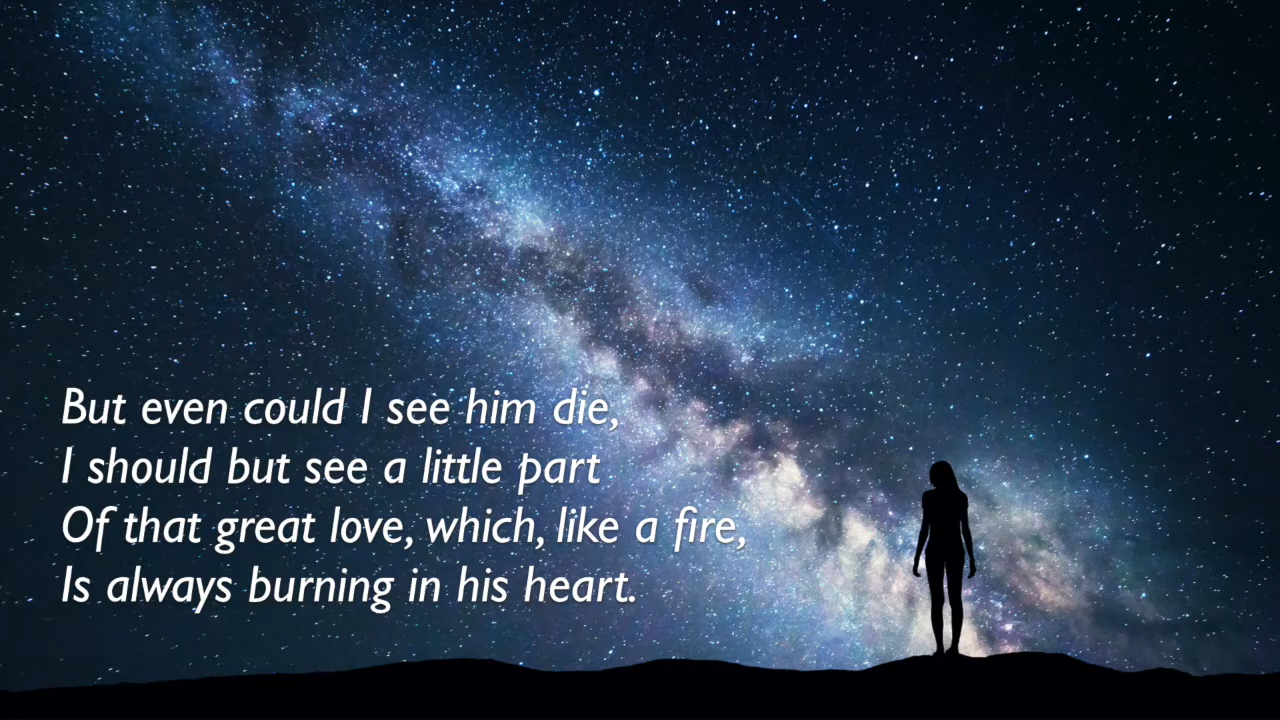 But even could I see him die,
I should but see a little part
Of that great love, which, like a fire,
Is always burning in his heart.